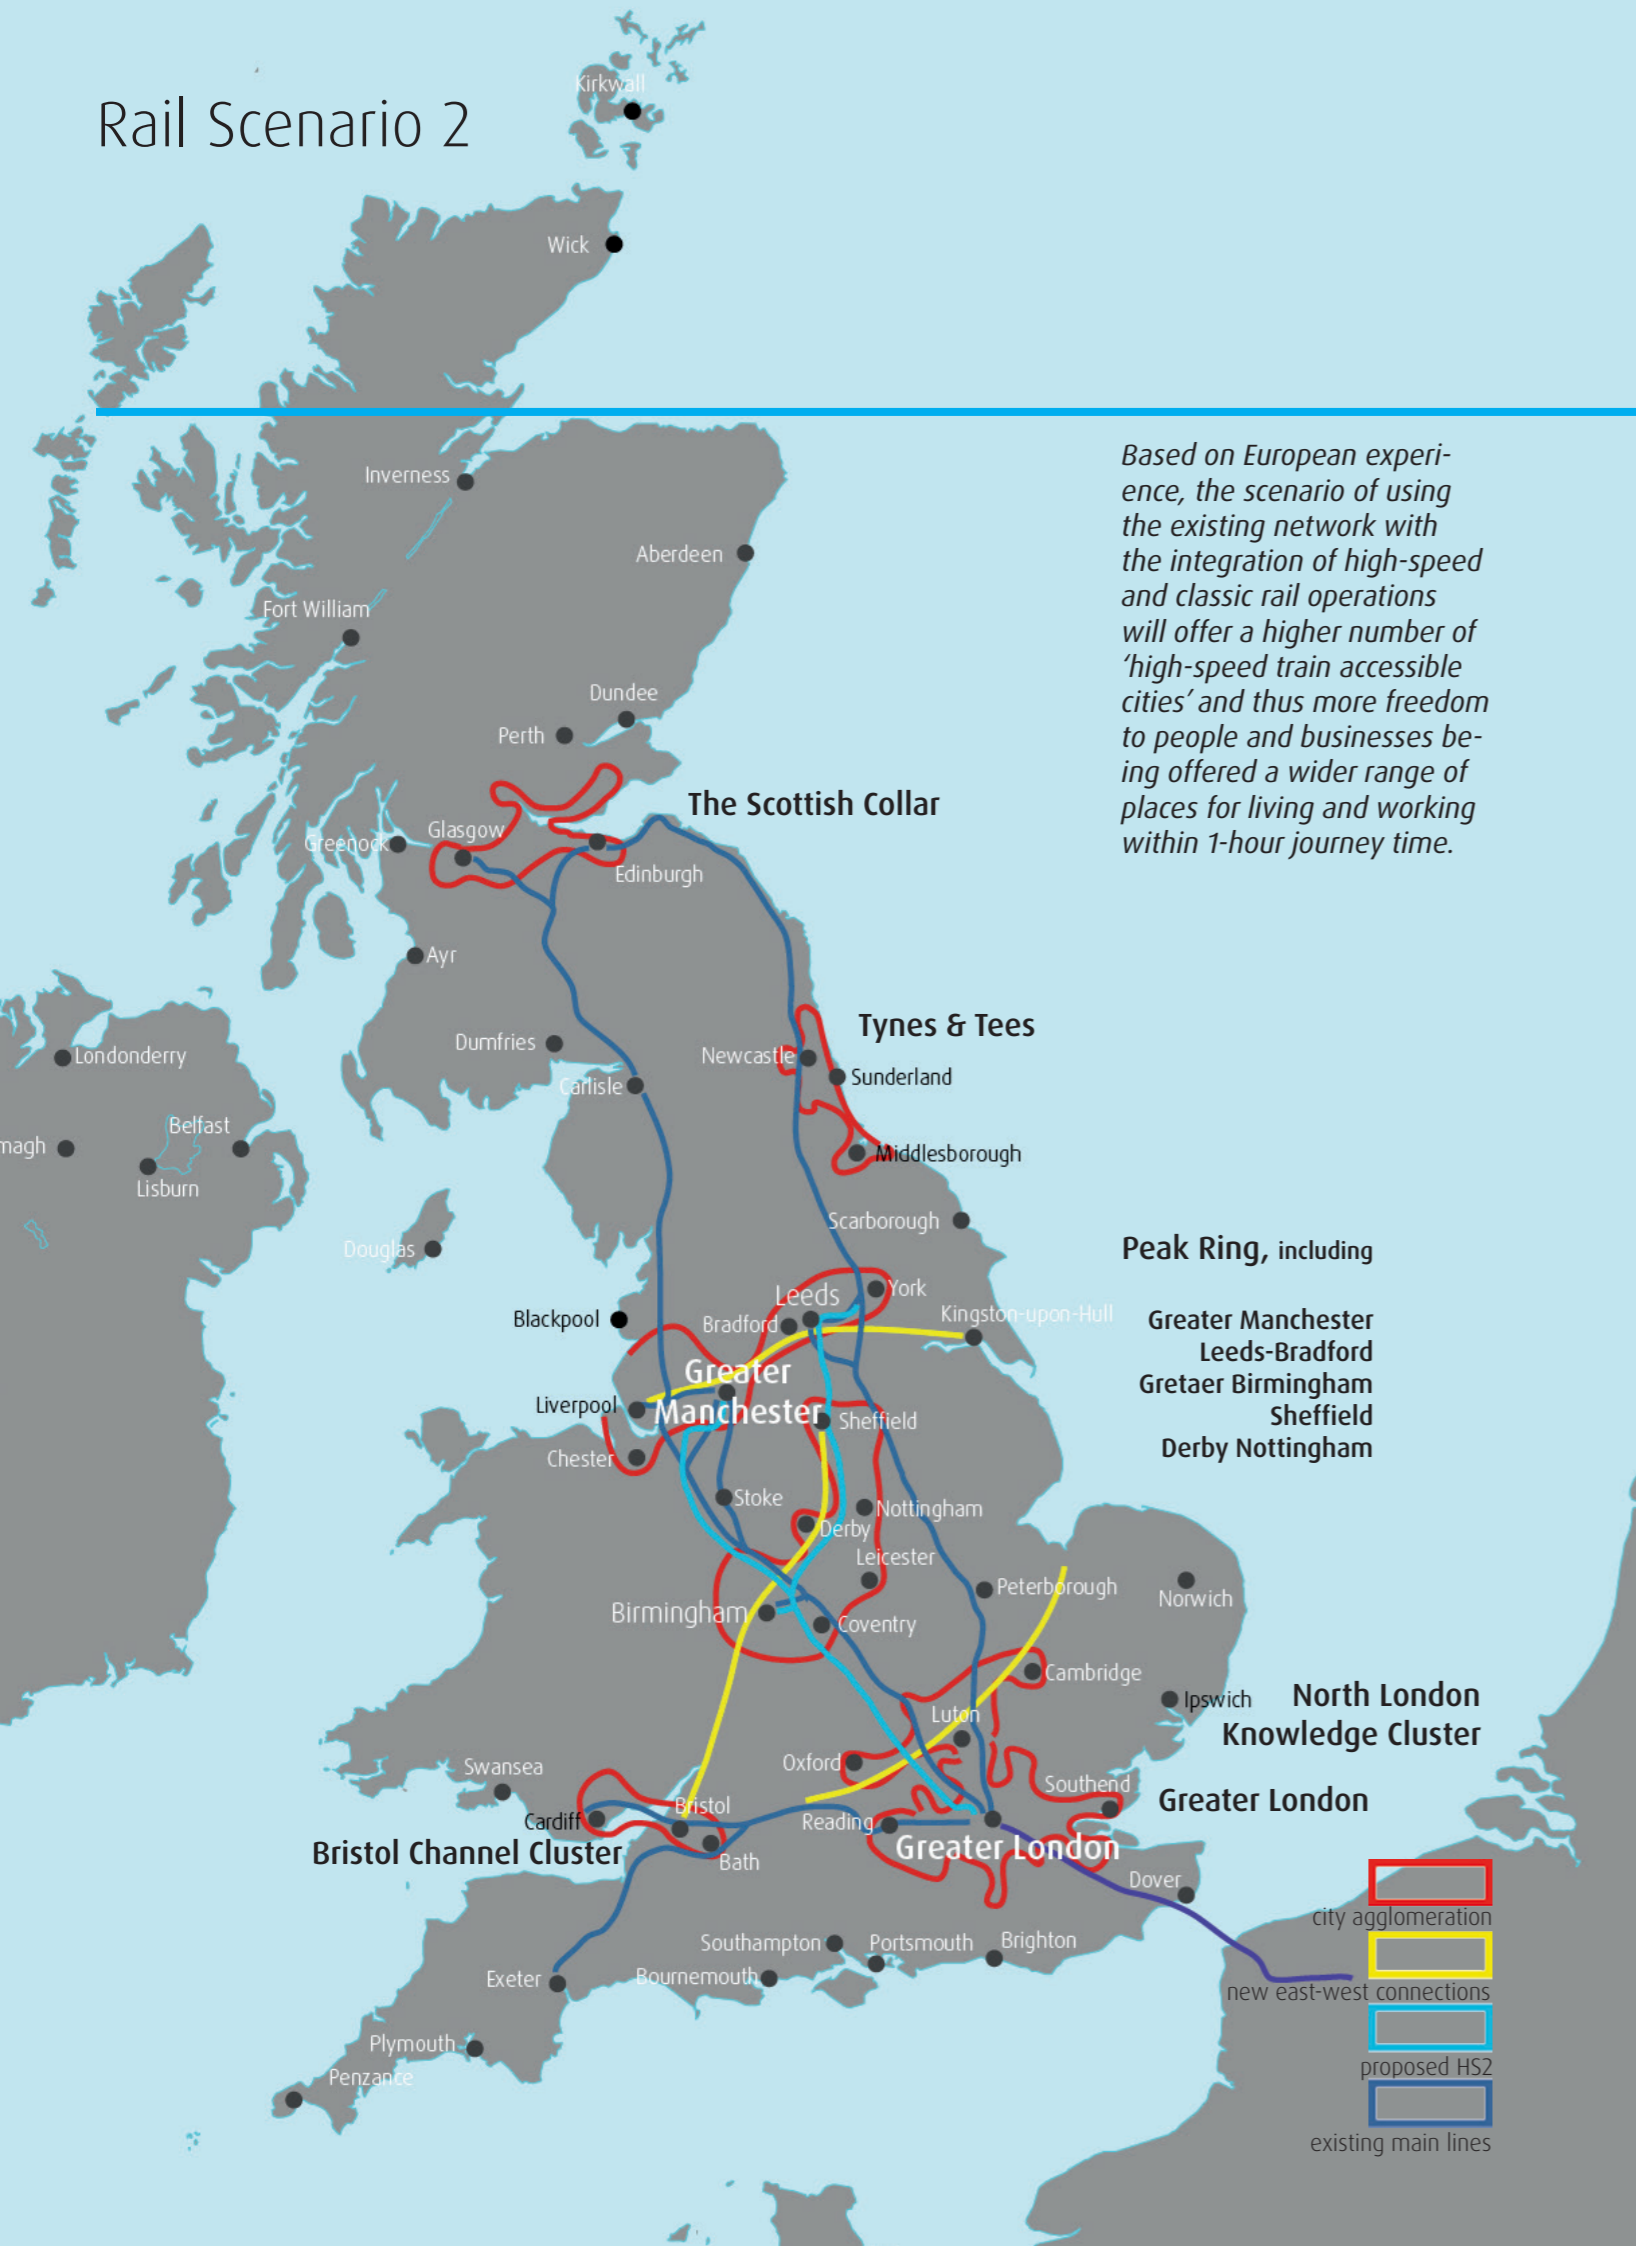 Rail Scenario 2
Kirkwall
Wick
Based on European experi-
ence, the scenario of using
the existing network with
the integration of high-speed
and classic rail operations
will offer a higher number of
‘high-speed train accessible
cities’ and thus more freedom
to people and businesses be-
ing offered a wider range of
places for living and working
within 1-hour journey time.
Inverness
Aberdeen
Fort William
Dundee
Perth
The Scottish Collar
Glasgow
Greenock
Edinburgh
Ayr
Tynes & Tees
Dumfries
Londonderry
Newcastle
Sunderland
Carlisle
Belfast
magh
Middlesborough
Lisburn
Scarborough
Douglas
Peak Ring, including
York
Leeds
Kingston-upon-Hull
Blackpool
Bradford
Greater Manchester
Leeds-Bradford
Gretaer Birmingham
Sheffield
Derby Nottingham
Greater
Manchester
Liverpool
Sheffield
Chester
Stoke
Nottingham
Derby
Leicester
Peterborough
Norwich
Birmingham
Coventry
Cambridge
Ipswich
North London
Knowledge Cluster
Luton
Oxford
Swansea
Southend
Greater London
Bristol
Cardiff
Reading
Bristol Channel Cluster
Greater London
Bath
Dover
city agglomeration
Southampton
Portsmouth
Brighton
Exeter
Bournemouth
new east-west connections
Plymouth
proposed HS2
Penzance
existing main lines